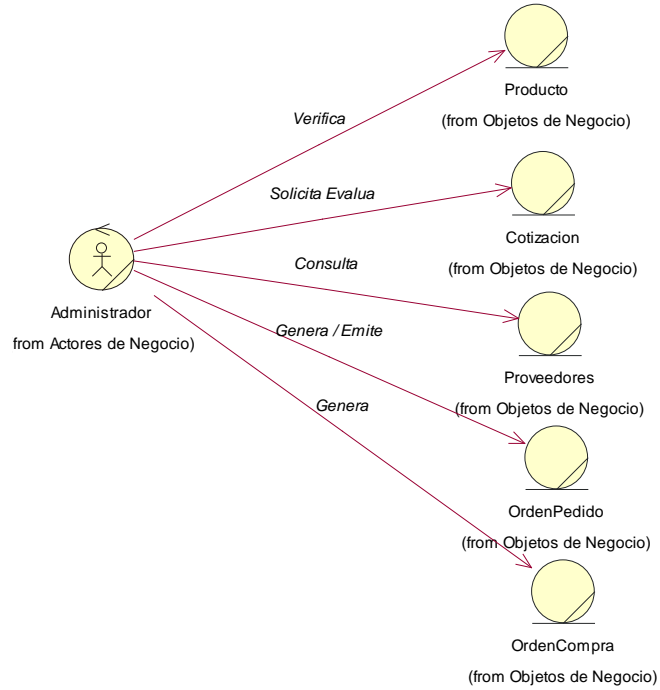 Producto
(from Objetos de Negocio)
Verifica
Solicita Evalua
Cotizacion
(from Objetos de Negocio)
Consulta
Administrador
from Actores de Negocio)
Genera / Emite
Proveedores
(from Objetos de Negocio)
Genera
OrdenPedido
(from Objetos de Negocio)
OrdenCompra
(from Objetos de Negocio)